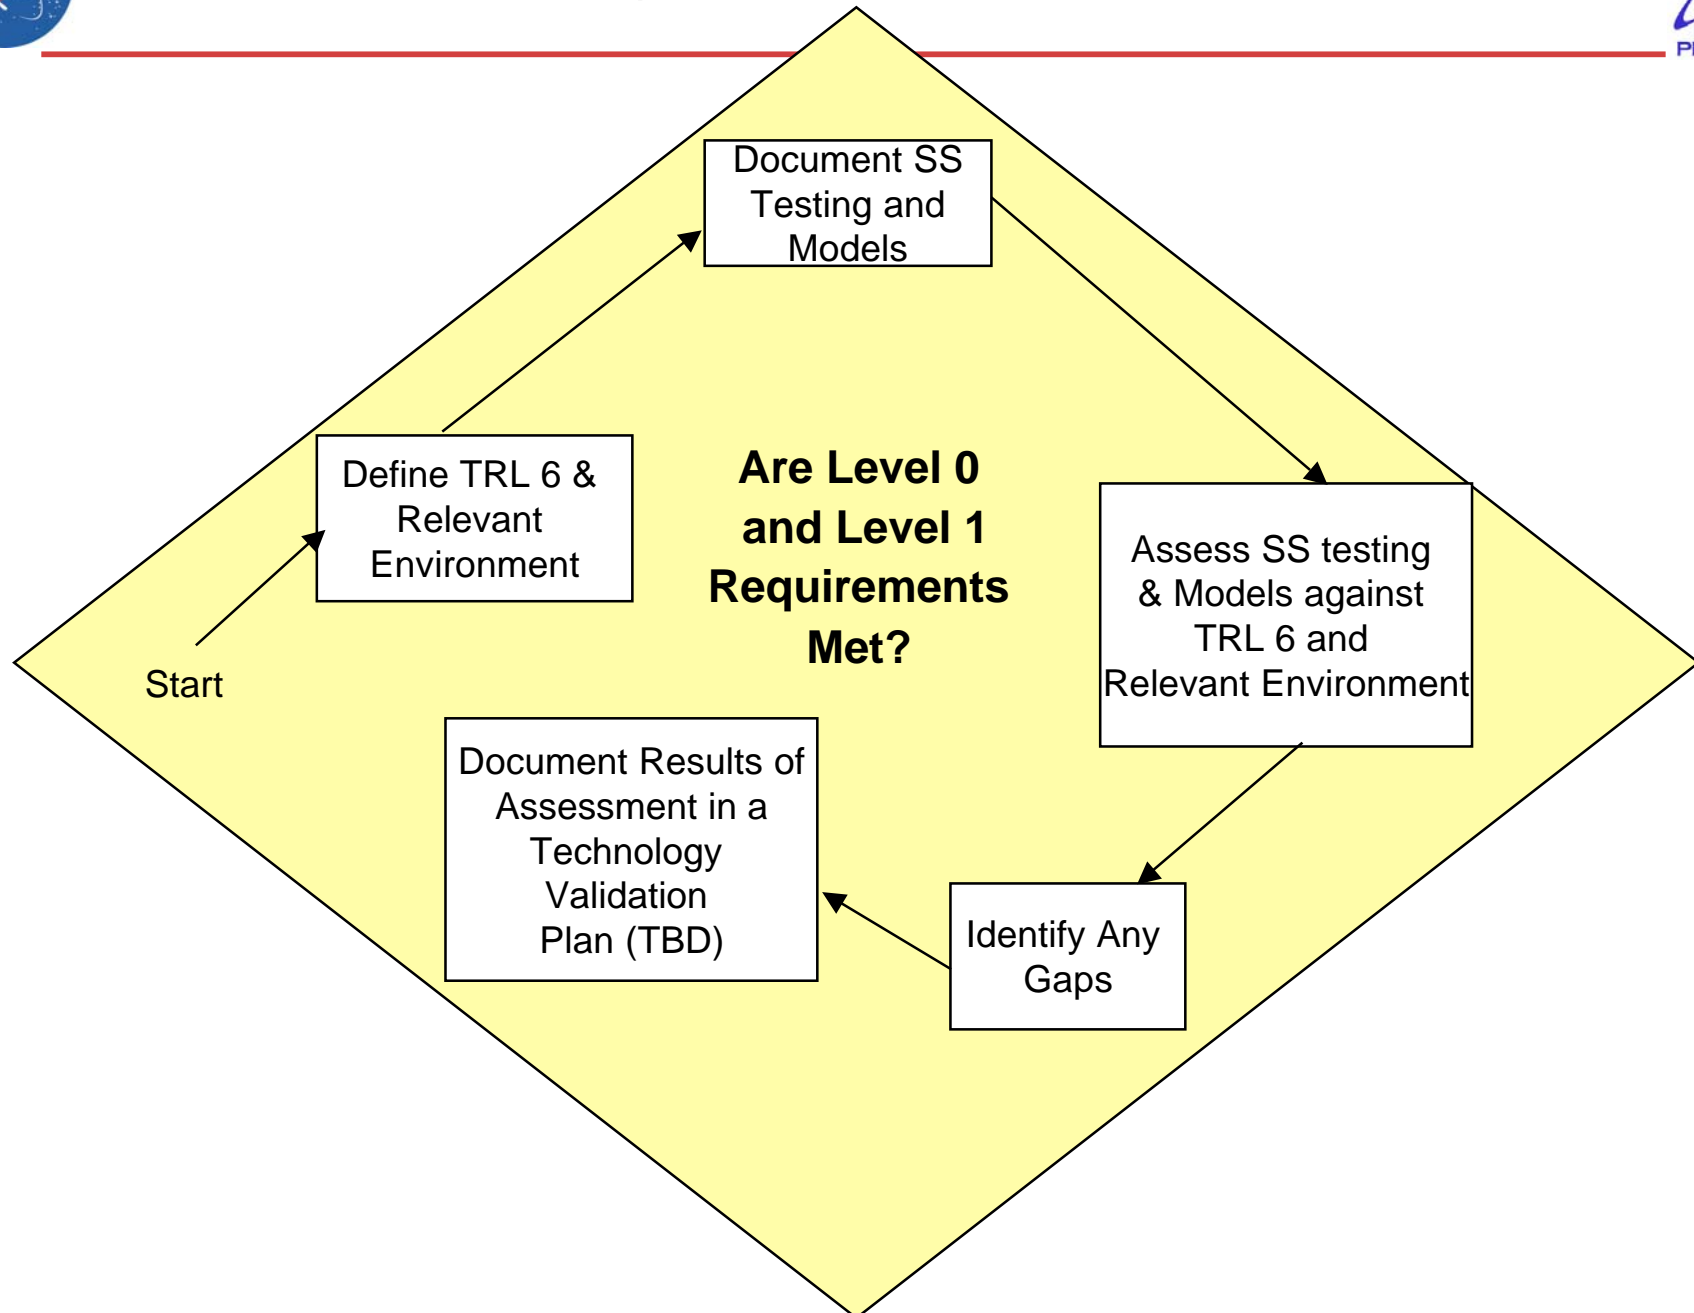 Document SS
Testing and
Models
Define TRL 6 &
Relevant
Environment
Are Level 0
and Level 1
Requirements
Met?
Assess SS testing
& Models against
TRL 6 and
Relevant Environment
Start
Document Results of
Assessment in a
Technology
Validation
Plan (TBD)
Identify Any
Gaps